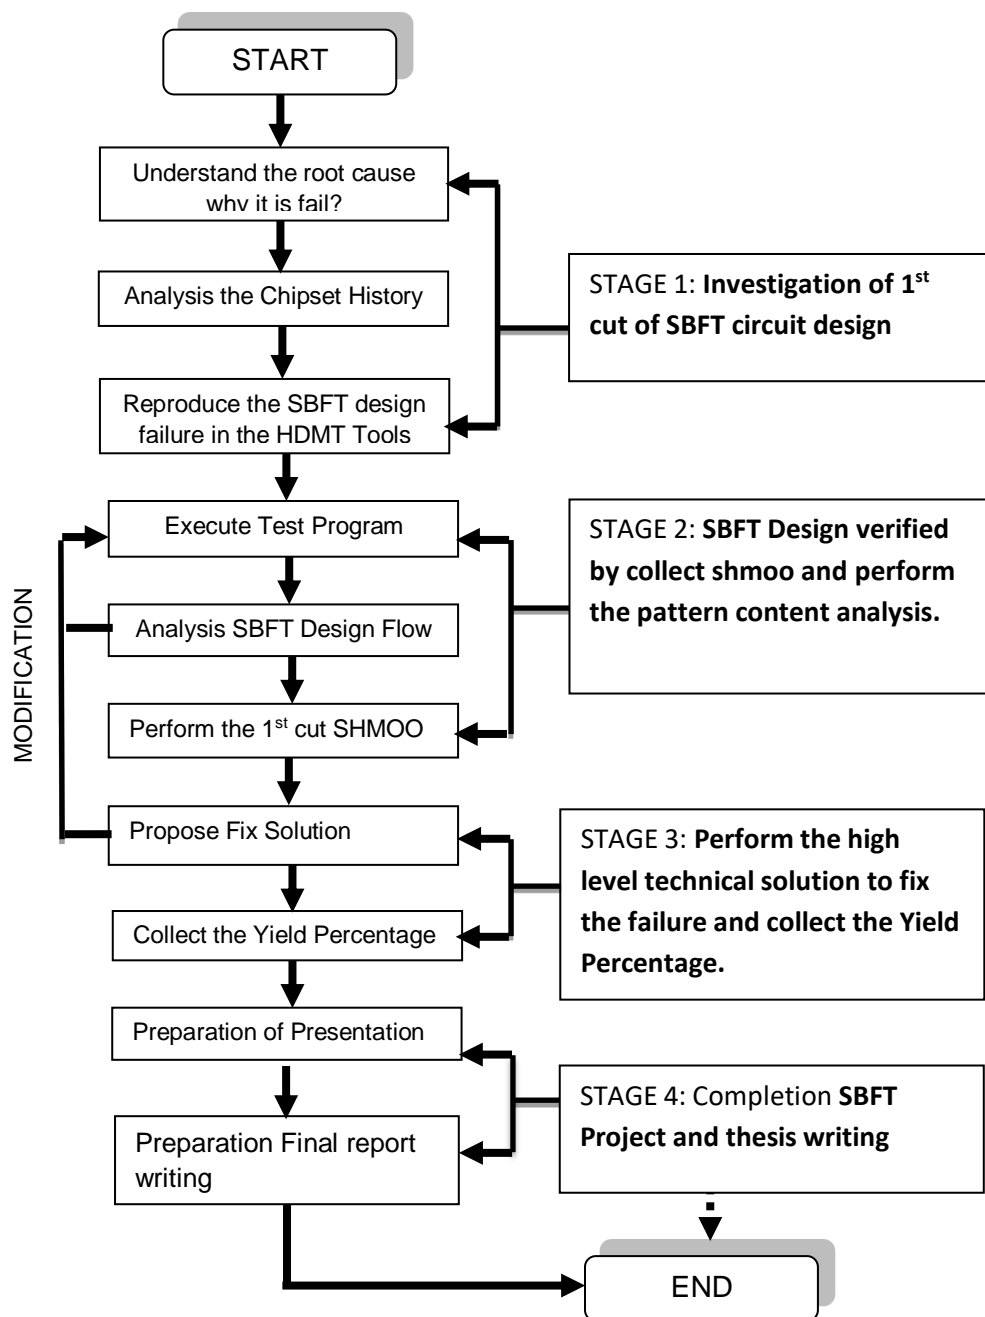 START
Understand the root cause
why it is fail?
Analysis the Chipset History
Reproduce the SBFT design
failure in the HDMT Tools
STAGE 1: Investigation of 1st
cut of SBFT circuit design
Execute Test Program
Analysis SBFT Design Flow
Perform the 1st cut SHMOO
STAGE 2: SBFT Design verified
by collect shmoo and perform
the pattern content analysis.
MODIFICATION
Propose Fix Solution
Collect the Yield Percentage
STAGE 3: Perform the high
level technical solution to fix
the failure and collect the Yield
Percentage.
Preparation of Presentation
Preparation Final report
writing
STAGE 4: Completion SBFT
Project and thesis writing
END